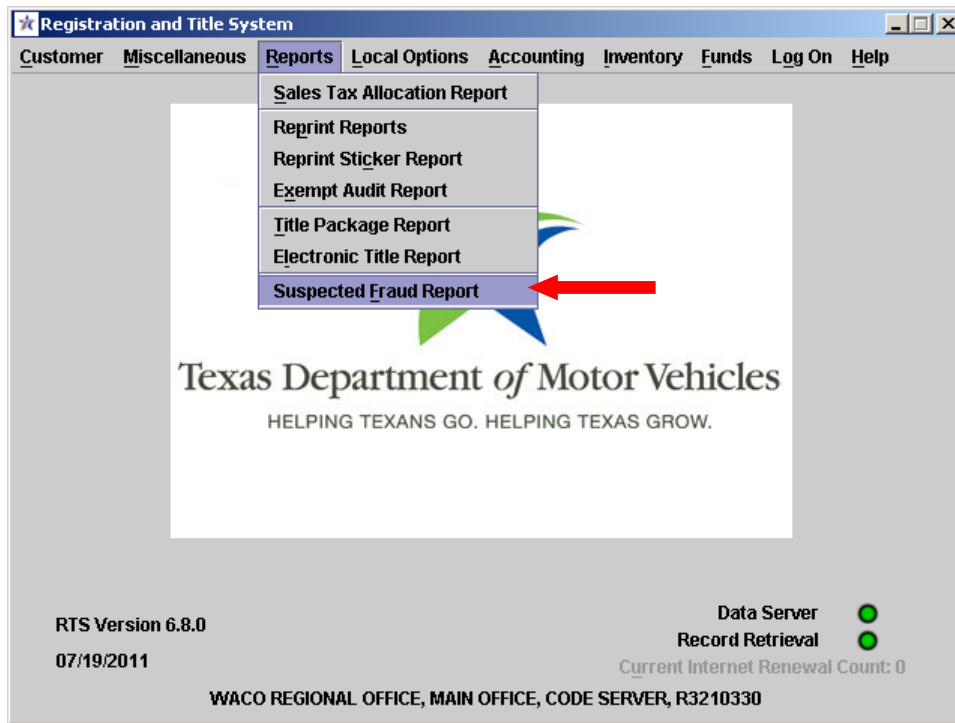 Registration and Title System
Customer Miscellaneous Reports Local Options Accounting Inventory Funds Log On Help
Sales Tax Allocation Report
Reprint Reports
Reprint Sticker Report
Exempt Audit Report
Title Package Report
Electronic Title Report
Suspected Fraud Report
Texas Department of Motor Vehicles
HELPING TEXANS GO. HELPING TEXAS GROW.
RTS Version 6.8.0
07/19/2011
Data Server
Record Retrieval
Current Internet Renewal Count: 0
WACO REGIONAL OFFICE, MAIN OFFICE, CODE SERVER, R3210330